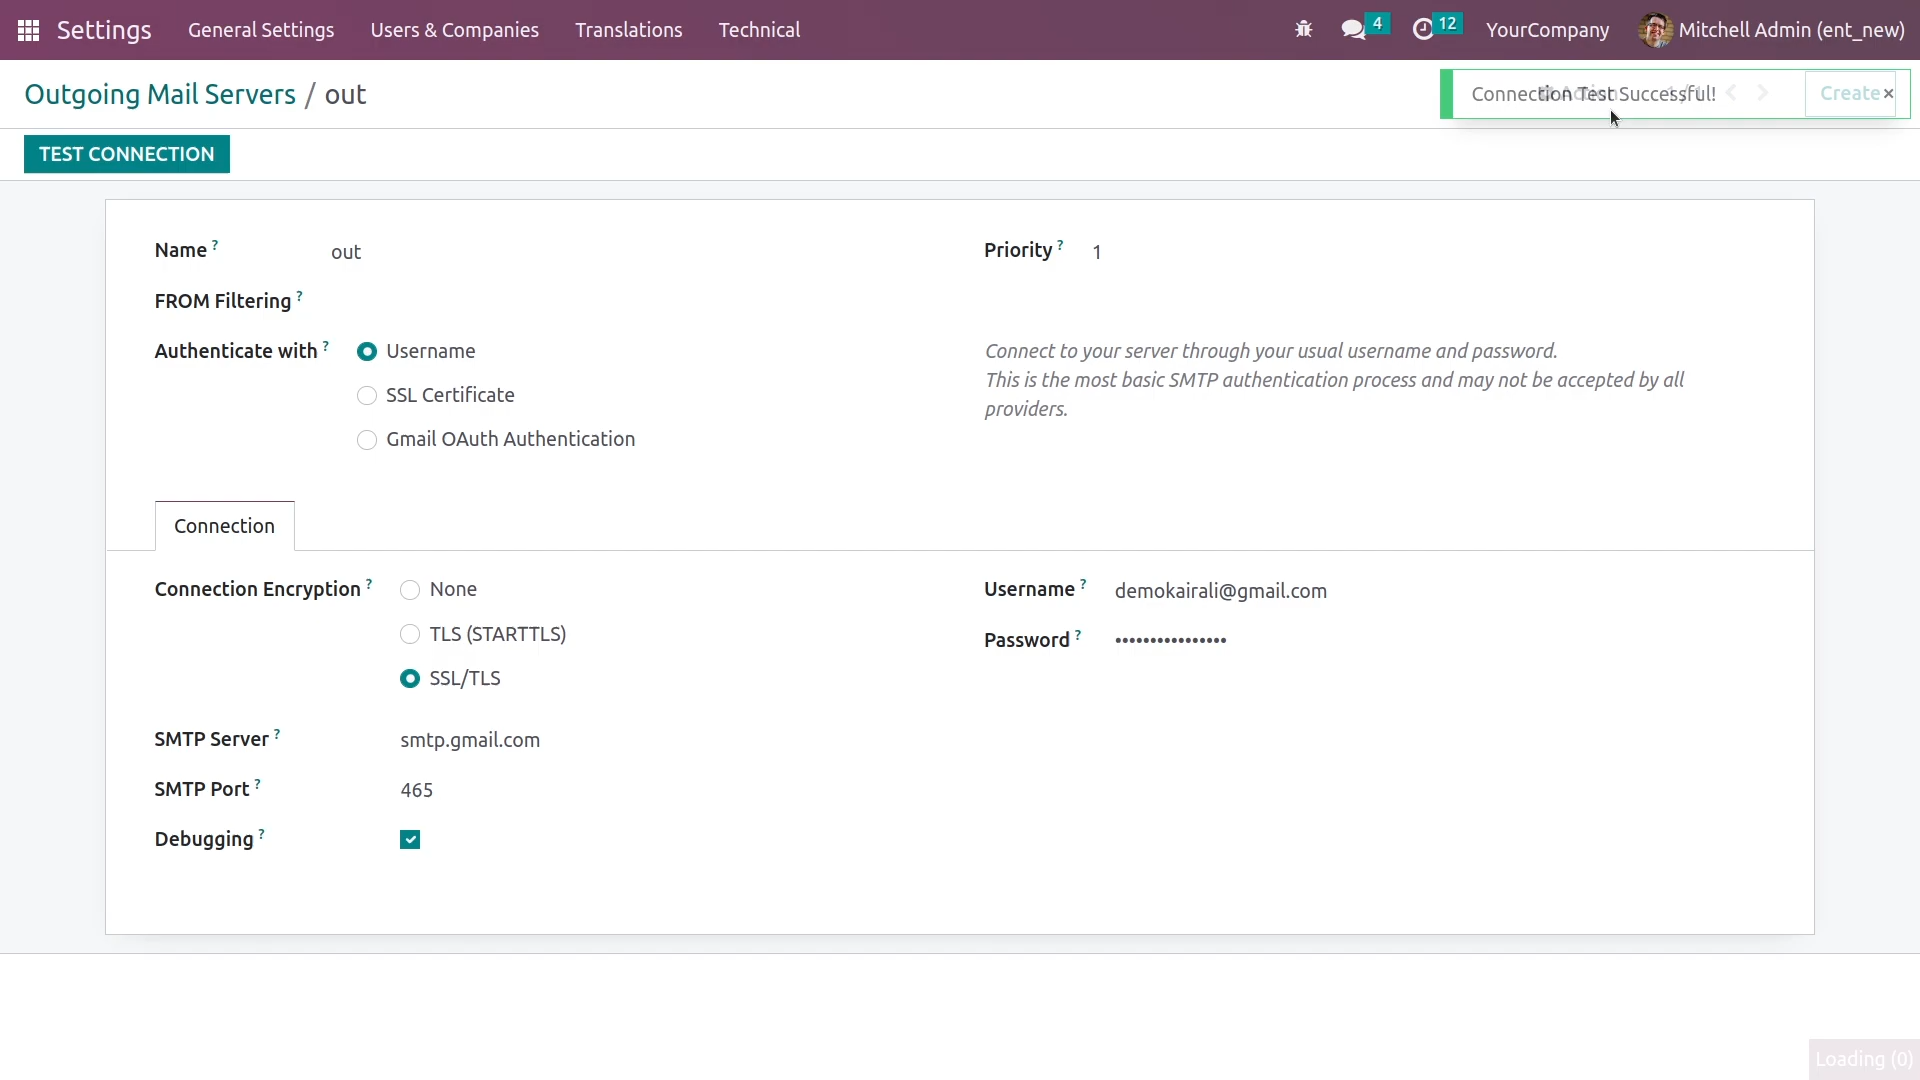 Settings General Settings Users & Companies Translations Technical 4 12 YourCompany Mitchell Admin (ent_new)
Outgoing Mail Servers / out
Connection Test Successful! Create ×
TEST CONNECTION
Name ? out Priority ? 1
FROM Filtering ?
Authenticate with ? Username
SSL Certificate
Gmail OAuth Authentication
Connect to your server through your usual username and password.
This is the most basic SMTP authentication process and may not be accepted by all
providers.
Connection
Connection Encryption ? None
TLS (STARTTLS)
SSL/TLS
Username ? demokairali@gmail.com
Password ? ••••••••••••••••
SMTP Server ? smtp.gmail.com
SMTP Port ? 465
Debugging ?
Loading (0)